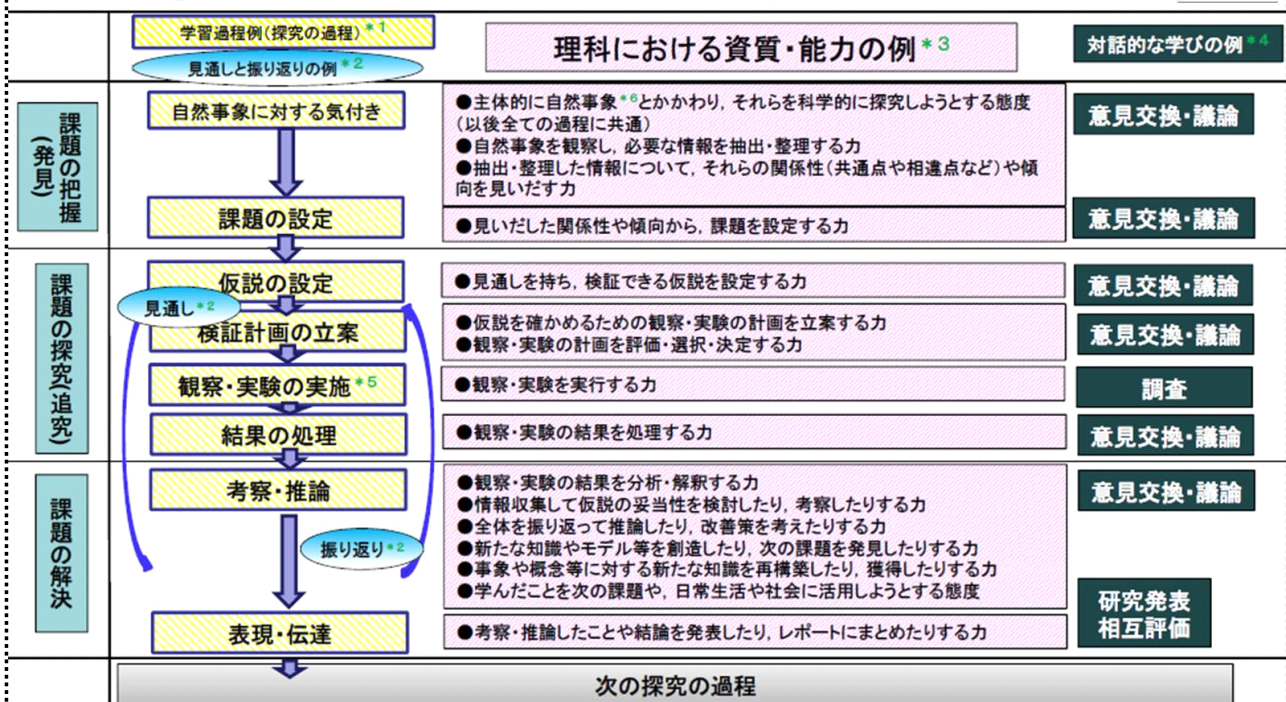 学習過程例(探究の過程)*1
見通しと振り返りの例*2
理科における資質・能力の例*3
対話的な学びの例*4
課題の把握
(発見)
自然事象に対する気付き
●主体的に自然事象*6とかかわり，それらを科学的に探究しようとする態度
(以後全ての過程に共通)
●自然事象を観察し，必要な情報を抽出・整理する力
●抽出・整理した情報について，それらの関係性(共通点や相違点など)や傾
向を見いだす力
意見交換・議論
課題の設定
●見いだした関係性や傾向から，課題を設定する力
意見交換・議論
課題の探究(追究)
仮説の設定
●見通しを持ち，検証できる仮説を設定する力
意見交換・議論
見通し*2
検証計画の立案
●仮説を確かめるための観察・実験の計画を立案する力
●観察・実験の計画を評価・選択・決定する力
意見交換・議論
観察・実験の実施*5
●観察・実験を実行する力
調査
結果の処理
●観察・実験の結果を処理する力
意見交換・議論
課題の解決
考察・推論
●観察・実験の結果を分析・解釈する力
●情報収集して仮説の妥当性を検討したり，考察したりする力
●全体を振り返って推論したり，改善策を考えたりする力
●新たな知識やモデル等を創造したり，次の課題を発見したりする力
●事象や概念等に対する新たな知識を再構築したり，獲得したりする力
●学んだことを次の課題や，日常生活や社会に活用しようとする態度
意見交換・議論
振り返り*2
表現・伝達
●考察・推論したことや結論を発表したり，レポートにまとめたりする力
研究発表
相互評価
次の探究の過程